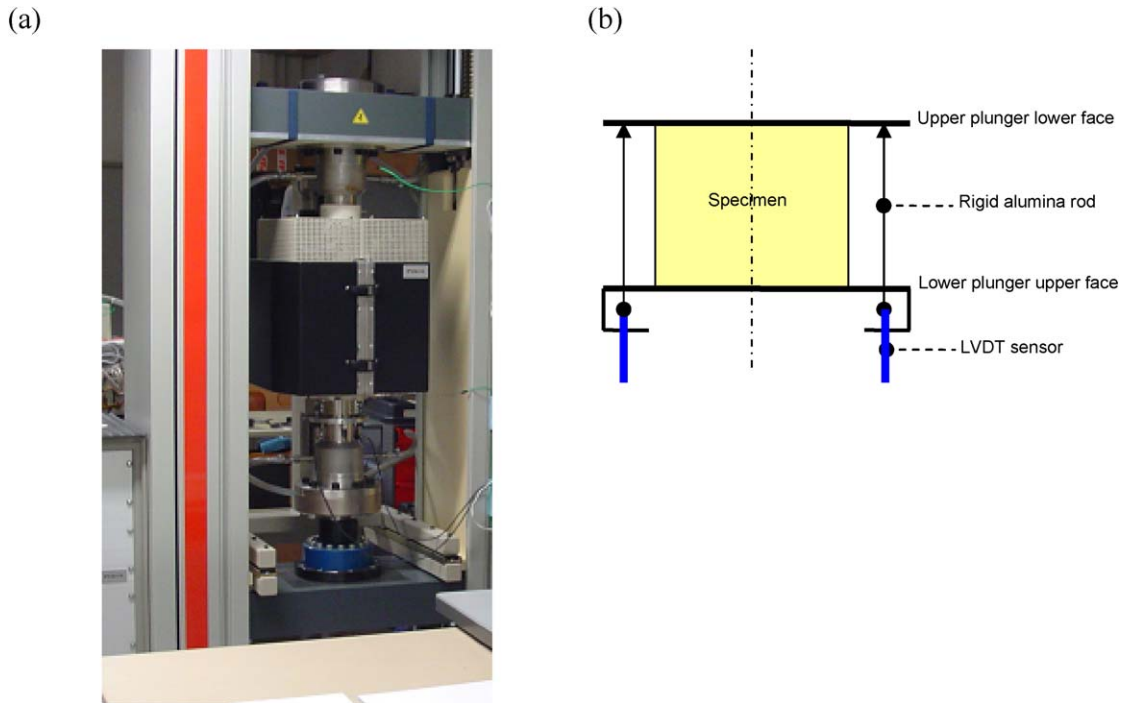 (a)
(b)
Upper plunger lower face
Specimen
Rigid alumina rod
Lower plunger upper face
LVDT sensor